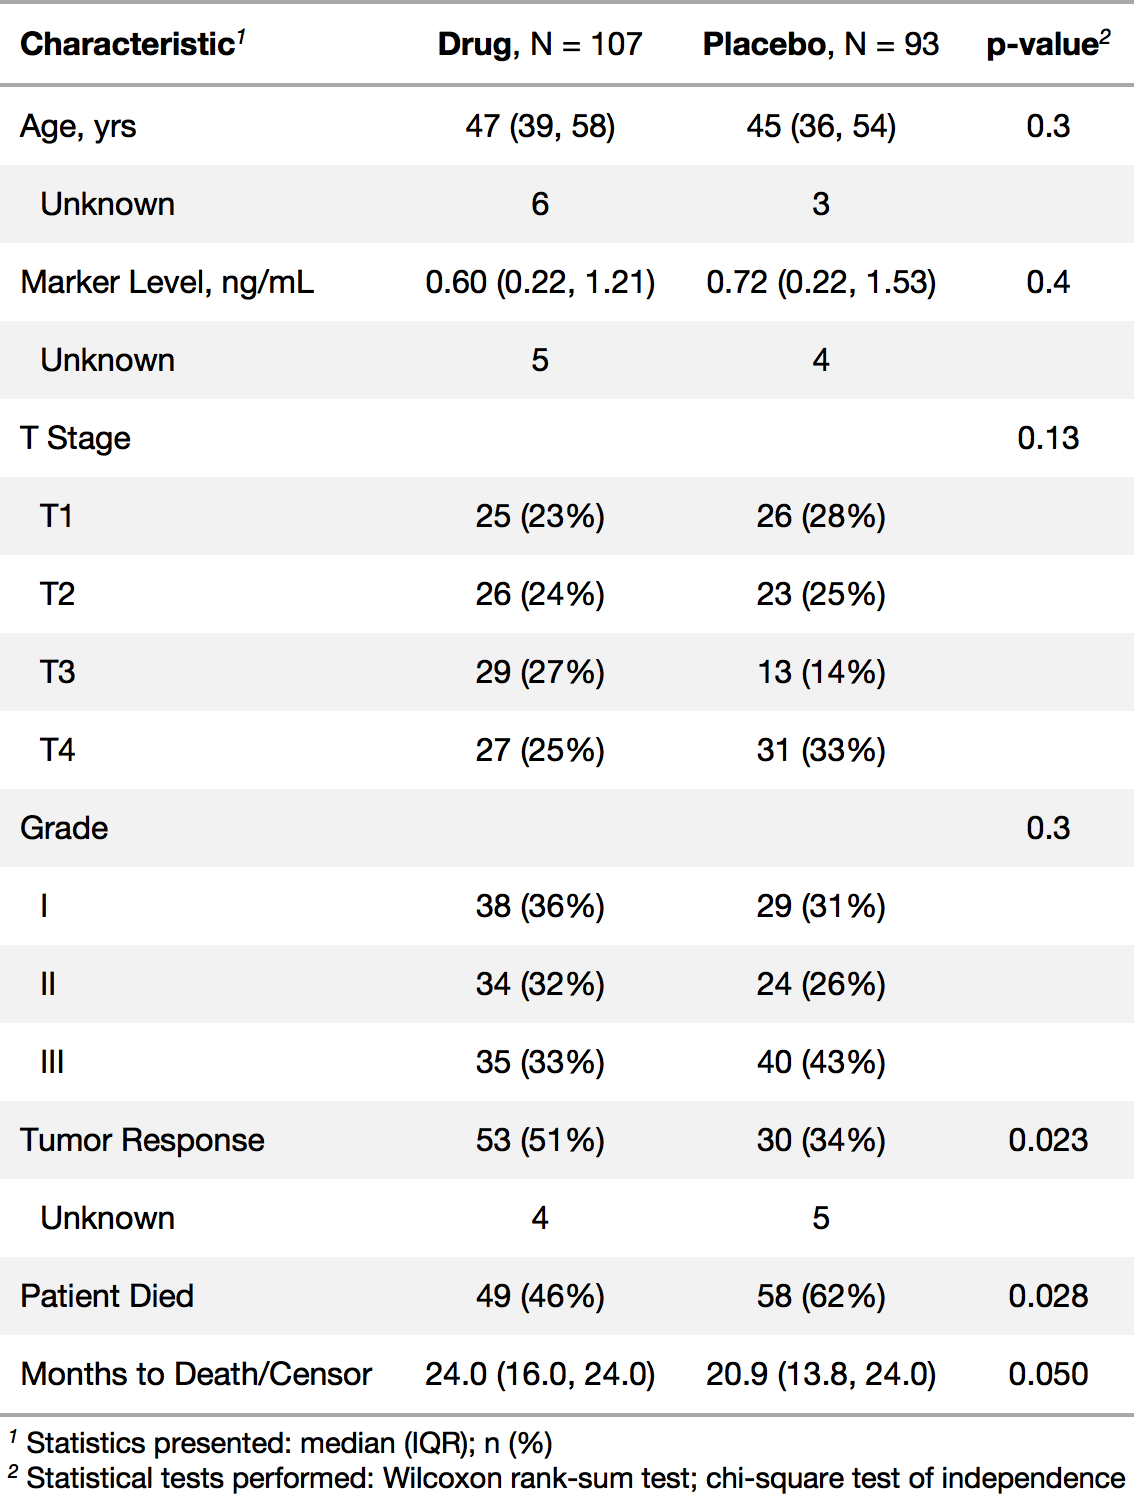 Characteristic¹ Drug, N = 107 Placebo, N = 93 p-value²
Age, yrs 47 (39, 58) 45 (36, 54) 0.3
Unknown 6 3
Marker Level, ng/mL 0.60 (0.22, 1.21) 0.72 (0.22, 1.53) 0.4
Unknown 5 4
T Stage 0.13
T1 25 (23%) 26 (28%)
T2 26 (24%) 23 (25%)
T3 29 (27%) 13 (14%)
T4 27 (25%) 31 (33%)
Grade 0.3
I 38 (36%) 29 (31%)
II 34 (32%) 24 (26%)
III 35 (33%) 40 (43%)
Tumor Response 53 (51%) 30 (34%) 0.023
Unknown 4 5
Patient Died 49 (46%) 58 (62%) 0.028
Months to Death/Censor 24.0 (16.0, 24.0) 20.9 (13.8, 24.0) 0.050
¹ Statistics presented: median (IQR); n (%)
² Statistical tests performed: Wilcoxon rank-sum test; chi-square test of independence